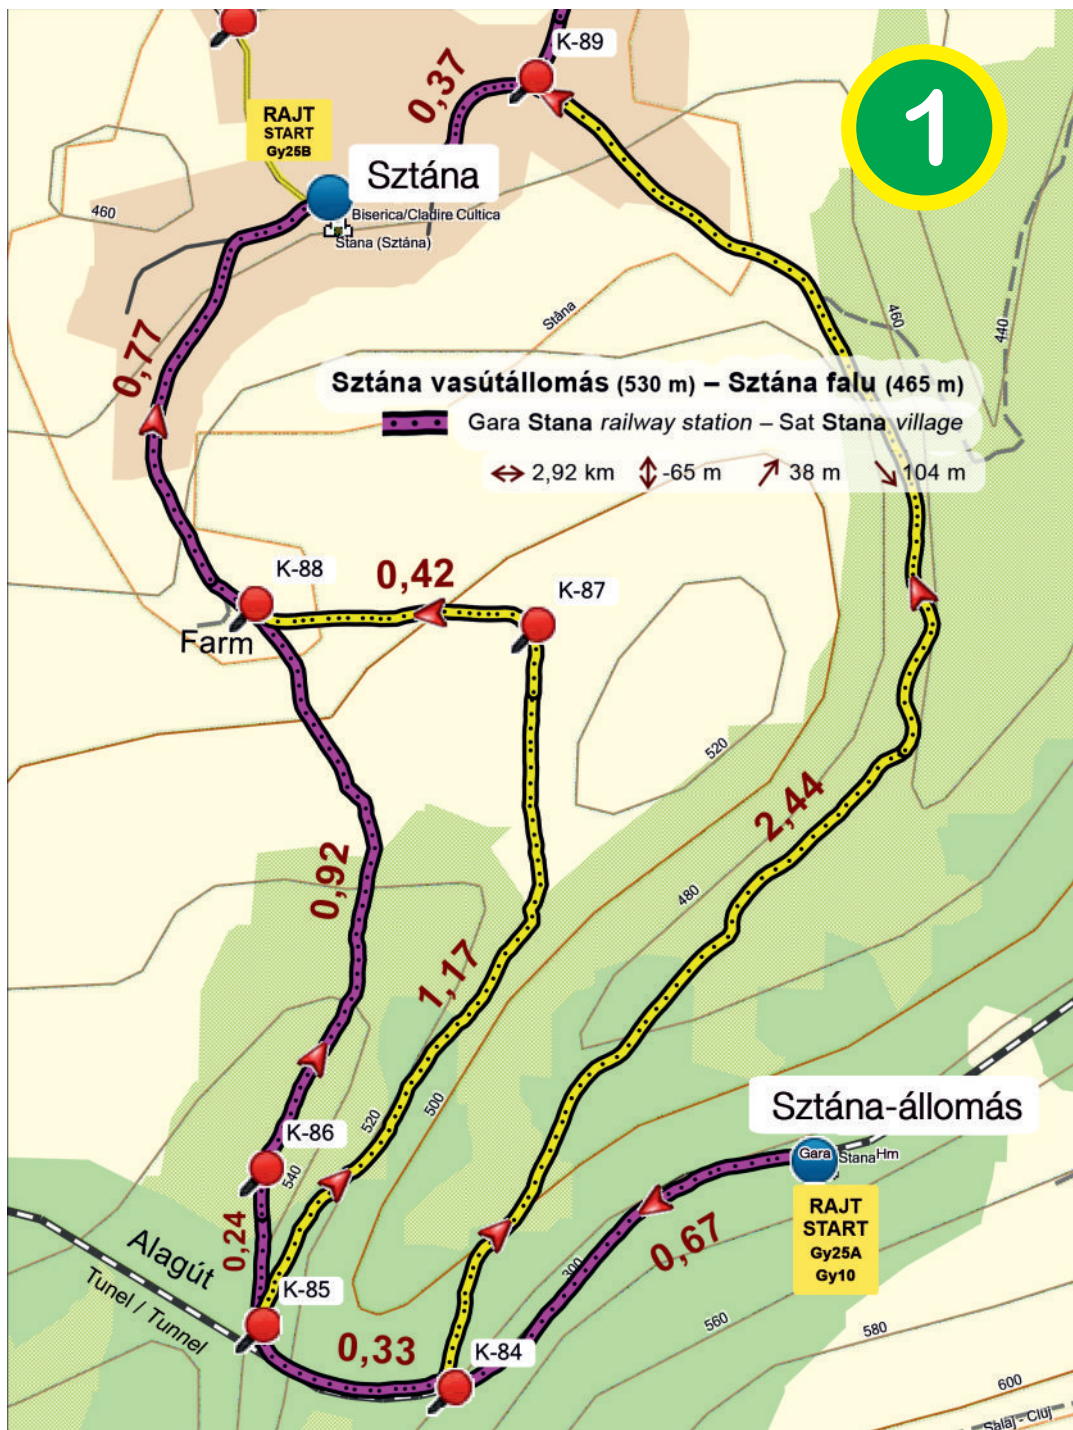 K-89
1
0,37
RAJT
START
Gy25B
Sztána
Biserica/Cladire Cultica
Stana (Sztána)
460
Stâna
460
440
0,77
Sztána vasútállomás (530 m) – Sztána falu (465 m)
Gara Stana railway station – Sat Stana village
2,92 km -65 m 38 m 104 m
K-88
0,42
K-87
Farm
520
2,44
0,92
480
1,17
500
520
Sztána-állomás
K-86
540
Gara Stana Hm
RAJT
START
Gy25A
Gy10
0,24
Alagút
Tunel / Tunnel
0,67
300
K-85
560
580
0,33
K-84
600
Salaj - Cluj